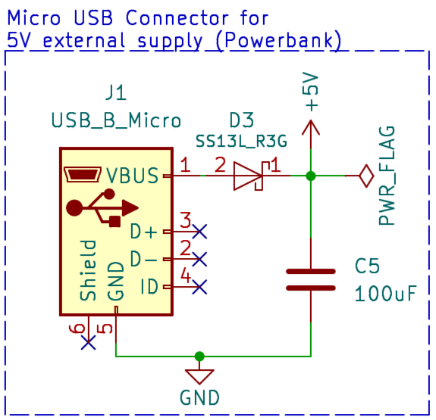 Micro USB Connector for
5V external supply (Powerbank)
J1
USB_B_Micro
D3
SS13L_R3G
+5V
PWR_FLAG
VBUS
1
2
1
D+
3
D-
2
ID
4
Shield
GND
6
5
C5
100uF
GND